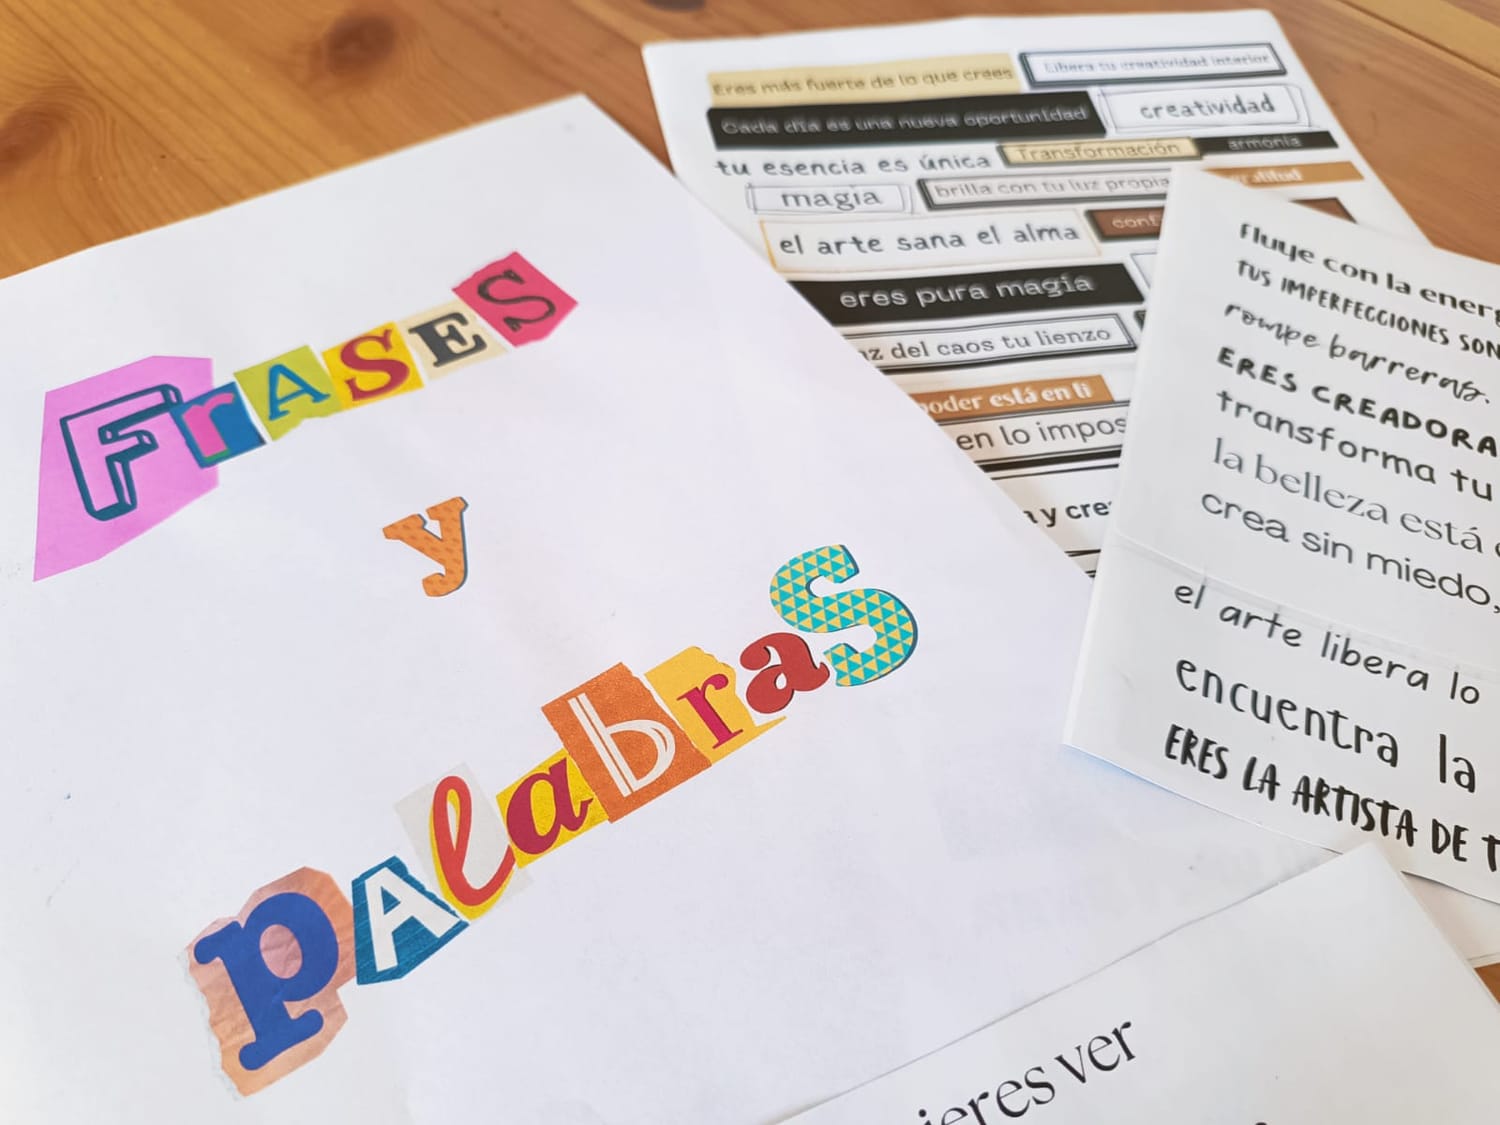 FrASES
y
pAlabraS
Eres más fuerte de lo que crees
Libera tu creatividad interior
Cada día es una nueva oportunidad
creatividad
tu esencia es única
Transformación
armonía
magia
brilla con tu luz propia
el arte sana el alma
eres pura magia
del caos tu lienzo
poder está en ti
en lo
y
Fluye con la
TUS IMPERFECCIONES SON
rompe barreras.
ERES CREADORA
transforma tu
la belleza está
crea sin miedo,
el arte libera lo
encuentra la
ERES LA ARTISTA DE
ver